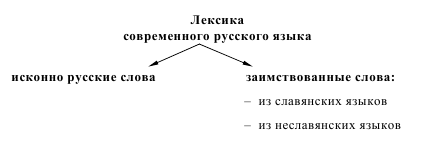 Лексика
современного русского языка
исконно русские слова
заимствованные слова:
– из славянских языков
– из неславянских языков